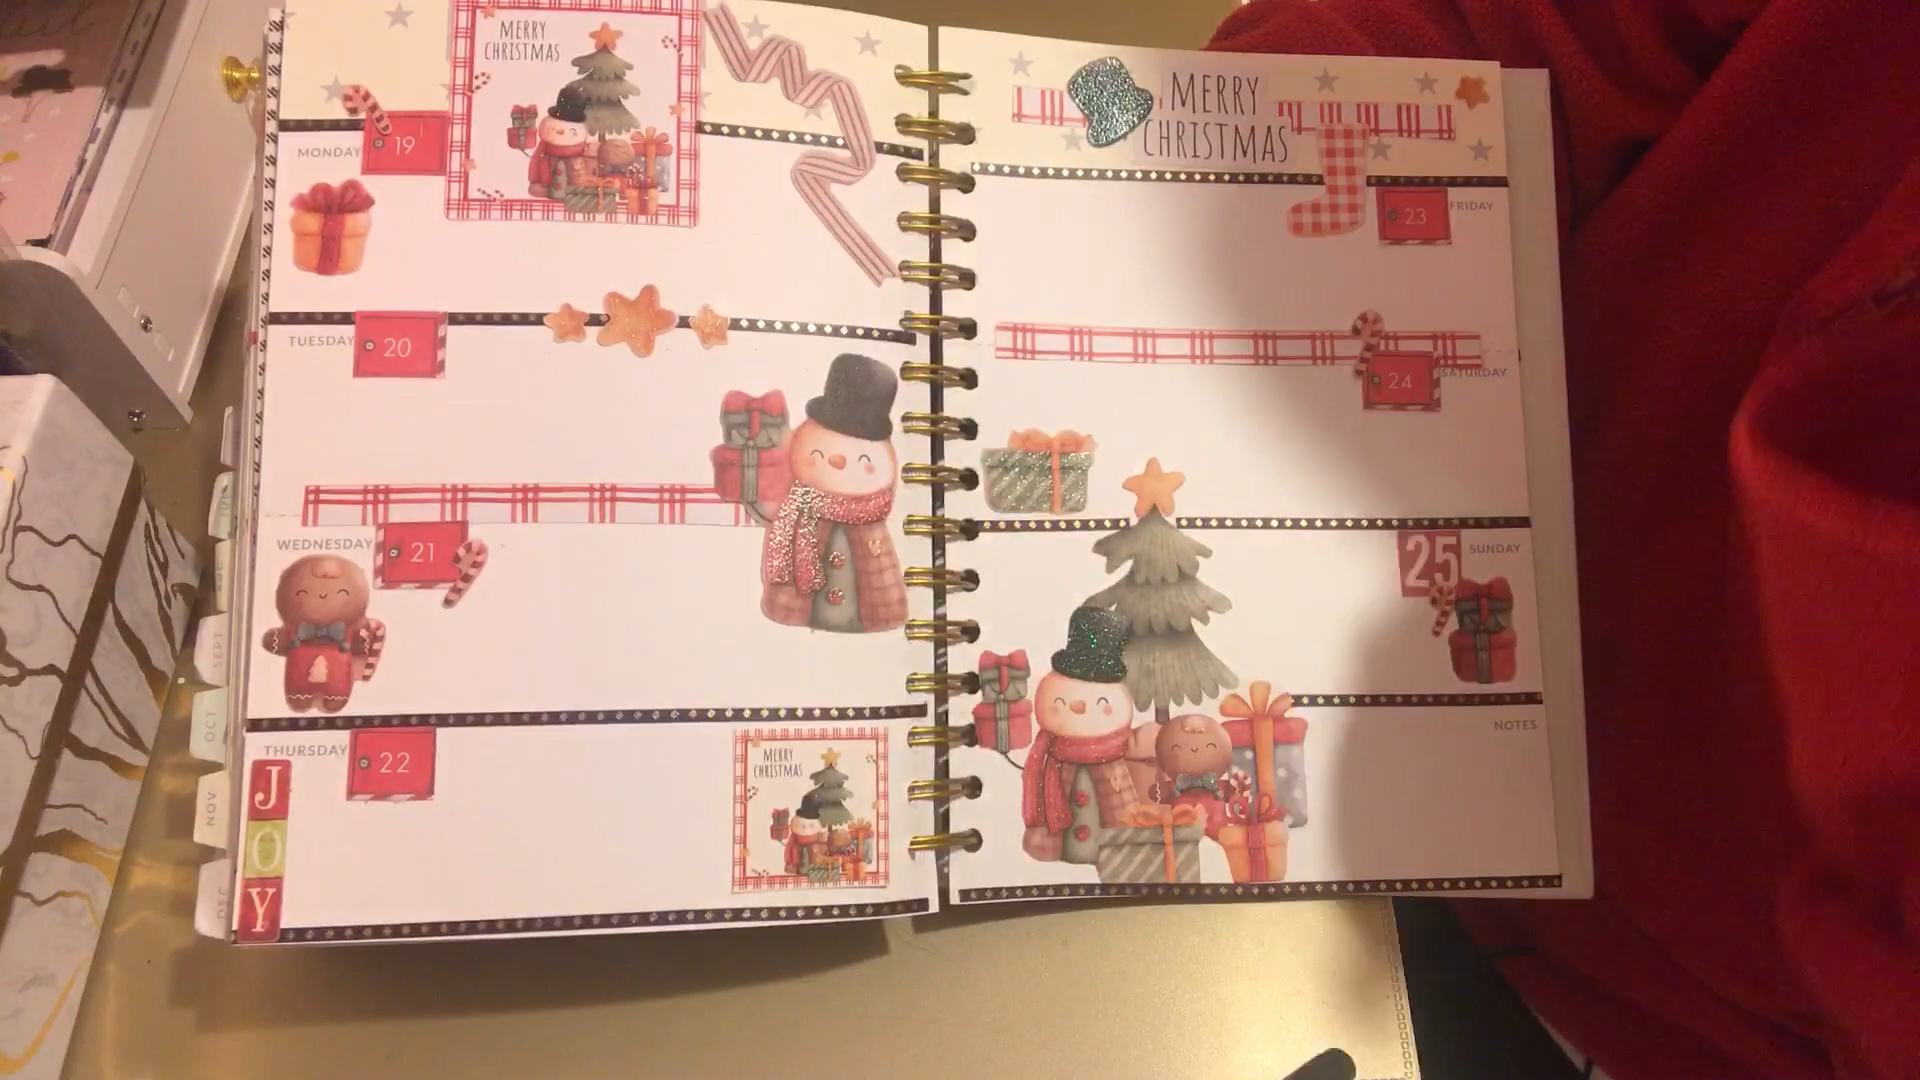 MERRY
CHRISTMAS
MONDAY
19
TUESDAY
20
WEDNESDAY
21
THURSDAY
22
JOY
MERRY
CHRISTMAS
MERRY
CHRISTMAS
23
FRIDAY
24
SATURDAY
25
SUNDAY
NOTES
SEPT
OCT
NOV
DEC